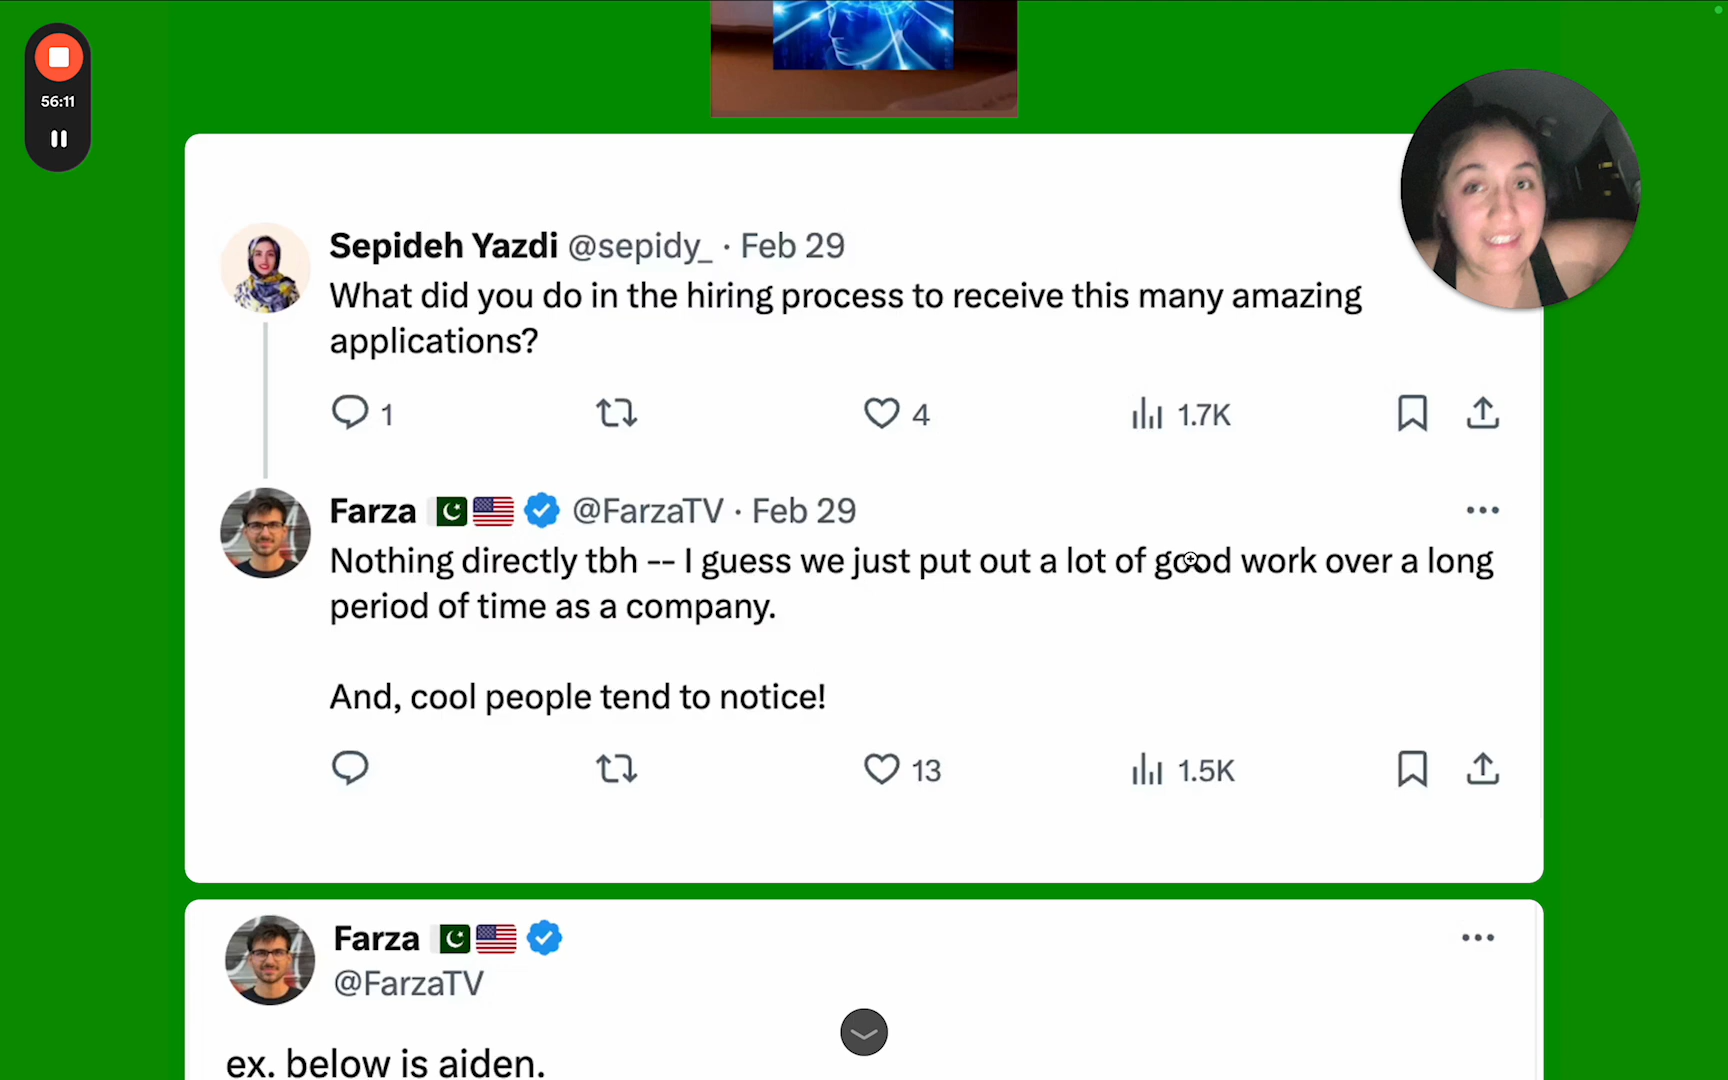 56:11
Sepideh Yazdi @sepidy_ · Feb 29
What did you do in the hiring process to receive this many amazing
applications?
1 4 1.7K
Farza @FarzaTV · Feb 29
Nothing directly tbh -- I guess we just put out a lot of good work over a long
period of time as a company.
And, cool people tend to notice!
13 1.5K
Farza
@FarzaTV
ex. below is aiden.